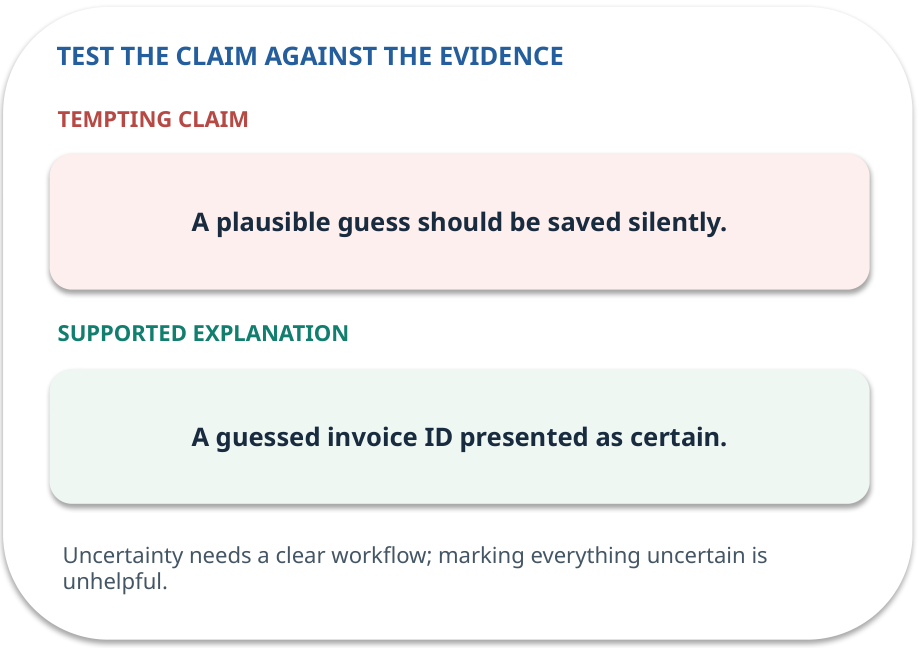 TEST THE CLAIM AGAINST THE EVIDENCE
TEMPTING CLAIM
A plausible guess should be saved silently.
SUPPORTED EXPLANATION
A guessed invoice ID presented as certain.
Uncertainty needs a clear workflow; marking everything uncertain is
unhelpful.